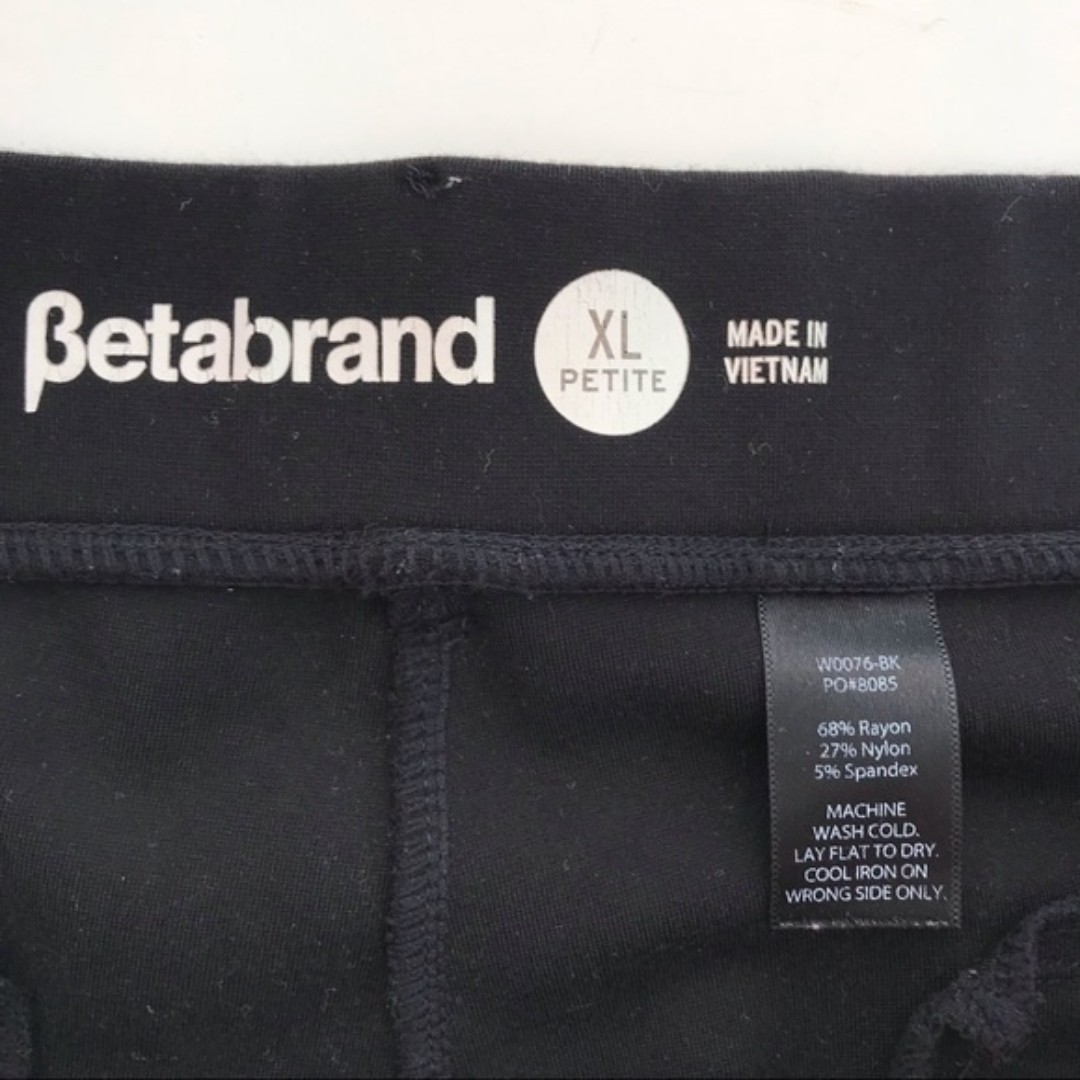 βetabrand
XL
PETITE
MADE IN
VIETNAM
W0076-BK
PO#8085
68% Rayon
27% Nylon
5% Spandex
MACHINE
WASH COLD.
LAY FLAT TO DRY.
COOL IRON ON
WRONG SIDE ONLY.